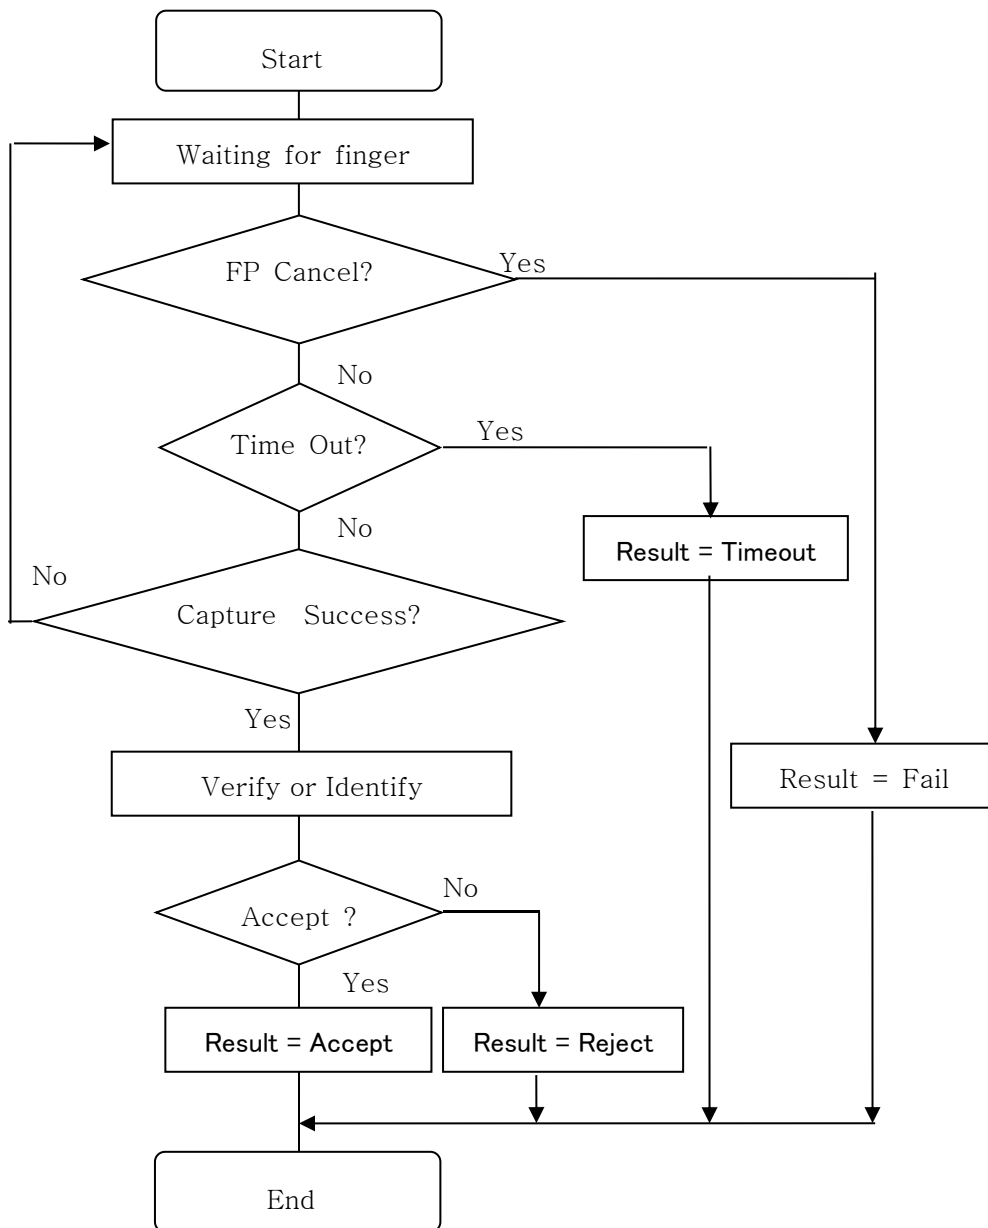 Start
Waiting for finger
FP Cancel?
Yes
No
Time Out?
Yes
No
Result = Timeout
No
Capture Success?
Yes
Verify or Identify
Result = Fail
Accept ?
No
Yes
Result = Accept
Result = Reject
End